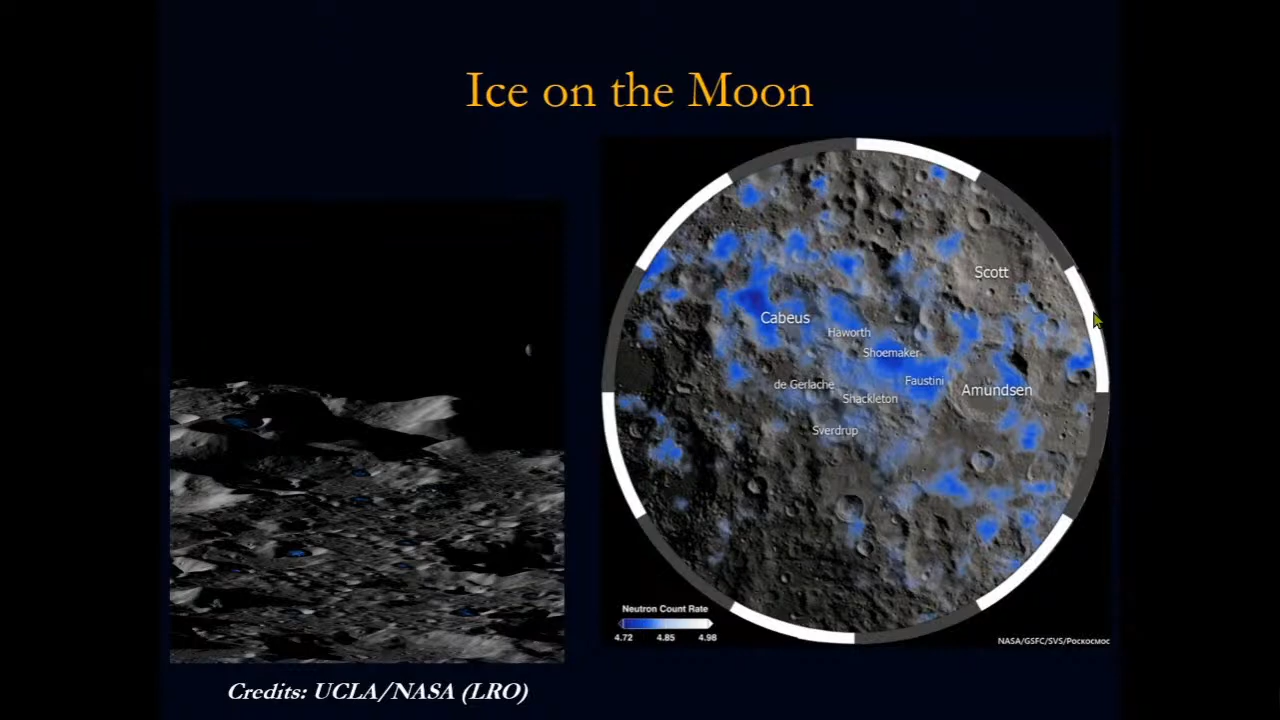 Ice on the Moon
Scott
Cabeus
Haworth
Shoemaker
Faustini
de Gerlache
Amundsen
Shackleton
Sverdrup
Neutron Count Rate
4.72 4.85 4.98
NASA/GSFC/SVS/Роскосмос
Credits: UCLA/NASA (LRO)